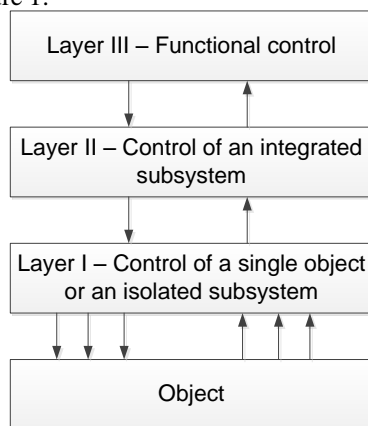 Layer III – Functional control
Layer II – Control of an integrated
subsystem
Layer I – Control of a single object
or an isolated subsystem
Object